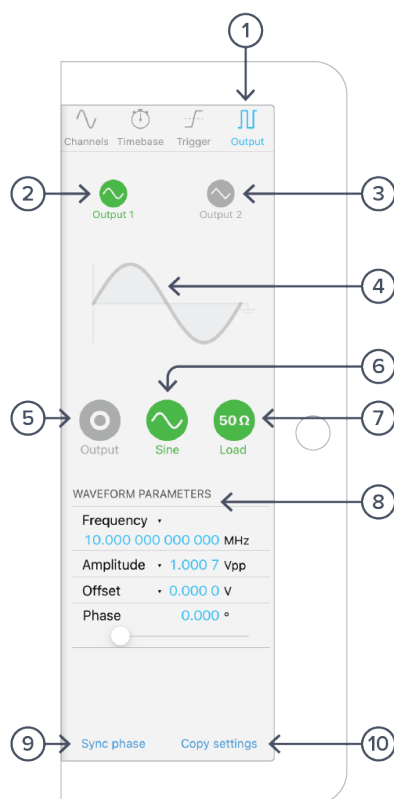 1
Channels Timebase Trigger Output
2 3
Output 1 Output 2
4
6
5 50 Ω 7
Output Sine Load
WAVEFORM PARAMETERS
8
Frequency
10.000 000 000 000 MHz
Amplitude 1.000 7 Vpp
Offset 0.000 0 V
Phase 0.000 °
9 Sync phase Copy settings 10